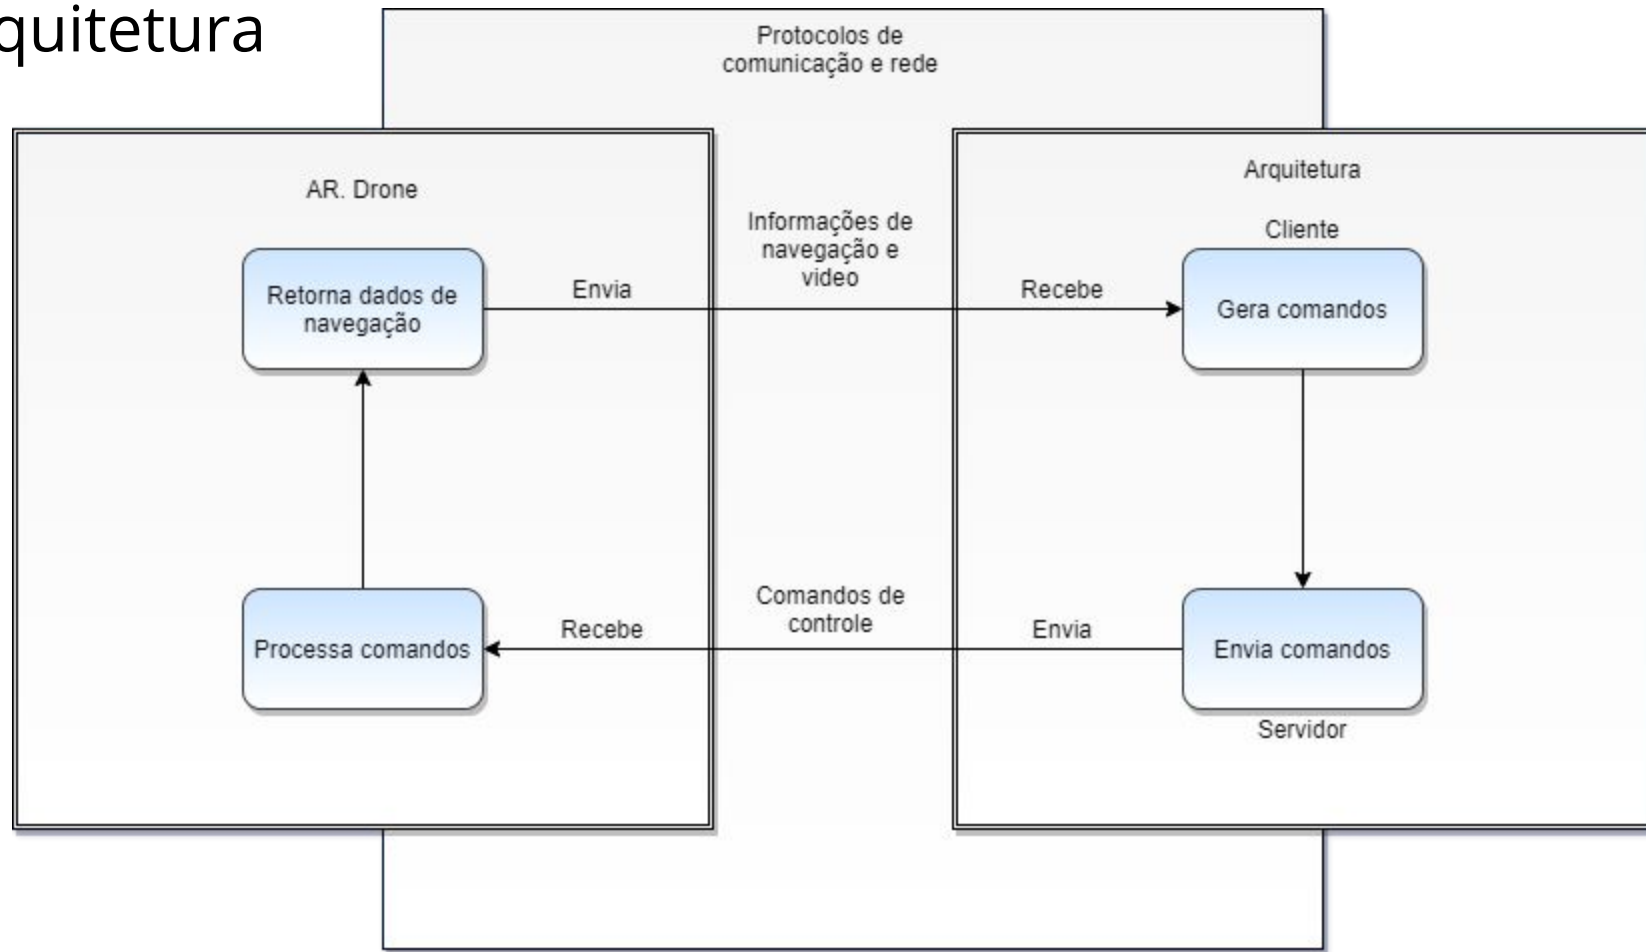 quitetura
Protocolos de
comunicação e rede
AR. Drone
Retorna dados de
navegação
Envia
Informações de
navegação e
video
Recebe
Arquitetura
Cliente
Gera comandos
Processa comandos
Recebe
Comandos de
controle
Envia
Envia comandos
Servidor